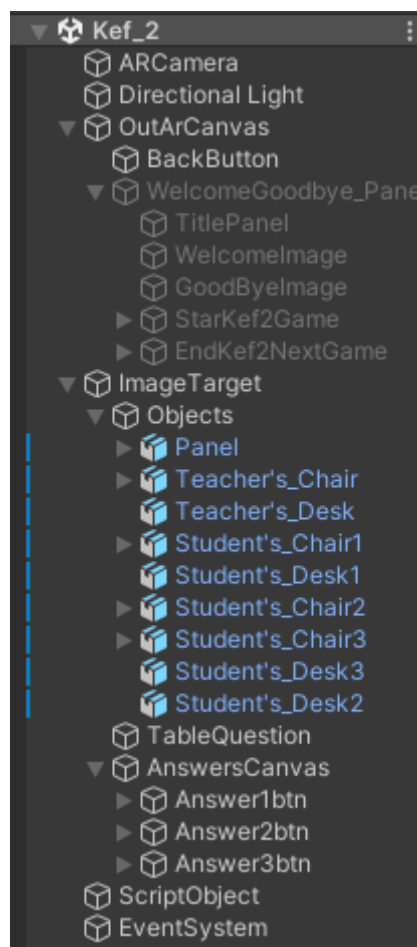 Kef_2
ARCamera
Directional Light
OutArCanvas
BackButton
WelcomeGoodbye_Pane
TitlePanel
WelcomeImage
GoodByeImage
StarKef2Game
EndKef2NextGame
ImageTarget
Objects
Panel
Teacher's_Chair
Teacher's_Desk
Student's_Chair1
Student's_Desk1
Student's_Chair2
Student's_Chair3
Student's_Desk3
Student's_Desk2
TableQuestion
AnswersCanvas
Answer1btn
Answer2btn
Answer3btn
ScriptObject
EventSystem